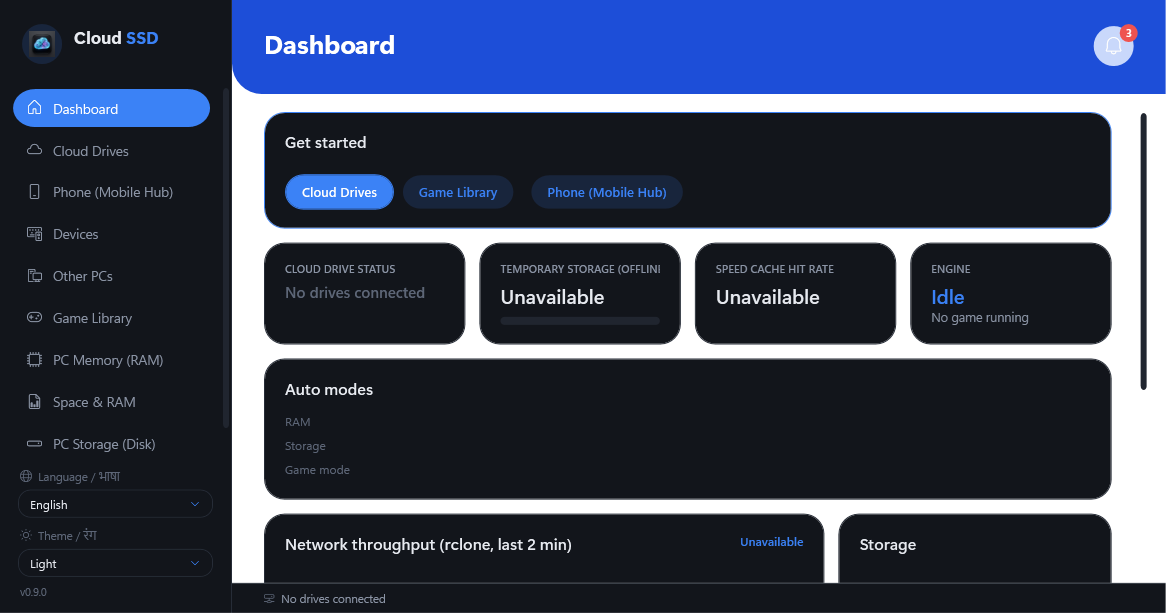 Cloud SSD
Dashboard
Cloud Drives
Phone (Mobile Hub)
Devices
Other PCs
Game Library
PC Memory (RAM)
Space & RAM
PC Storage (Disk)
Language / भाषा
English
Theme / रंग
Light
v0.9.0
Dashboard
3
Get started
Cloud Drives
Game Library
Phone (Mobile Hub)
CLOUD DRIVE STATUS
No drives connected
TEMPORARY STORAGE (OFFLINI
Unavailable
SPEED CACHE HIT RATE
Unavailable
ENGINE
Idle
No game running
Auto modes
RAM
Storage
Game mode
Network throughput (rclone, last 2 min)
Unavailable
Storage
No drives connected